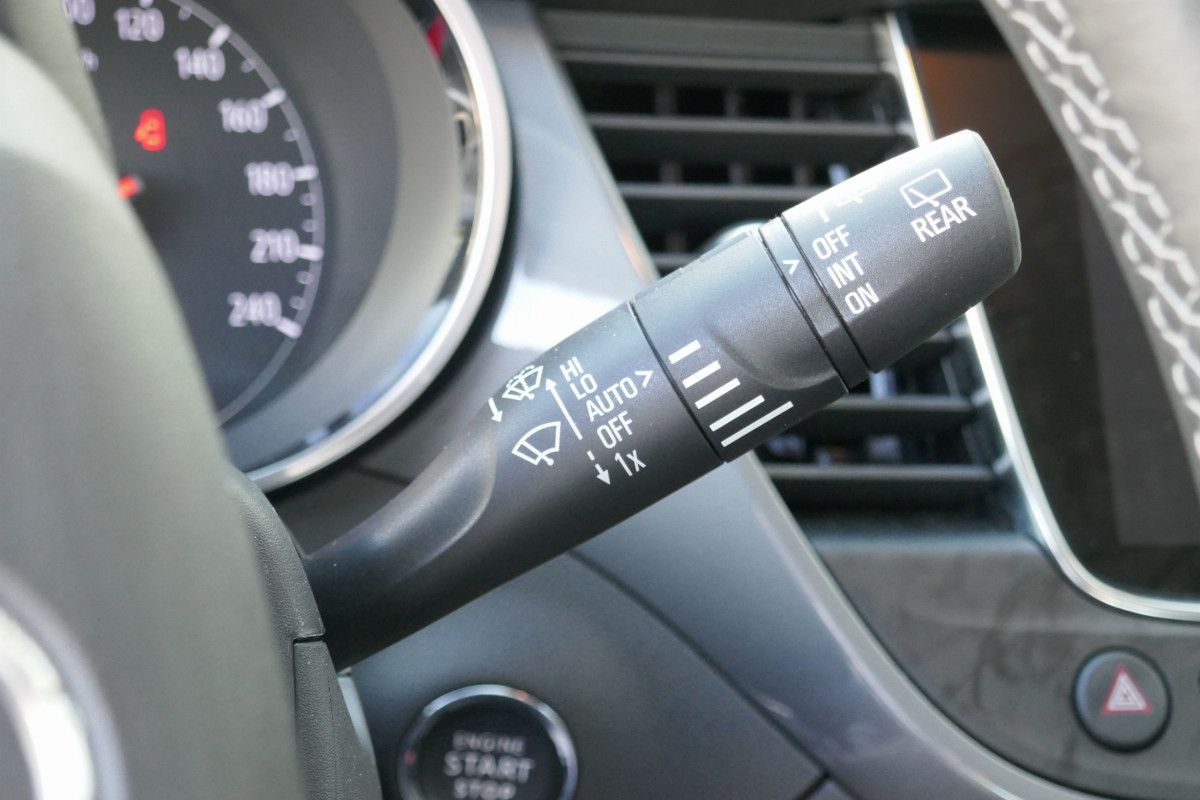 120
140
160
180
210
240
HI
LO
AUTO >
OFF
1x
>
OFF
INT
ON
REAR
ENGINE
START
STOP